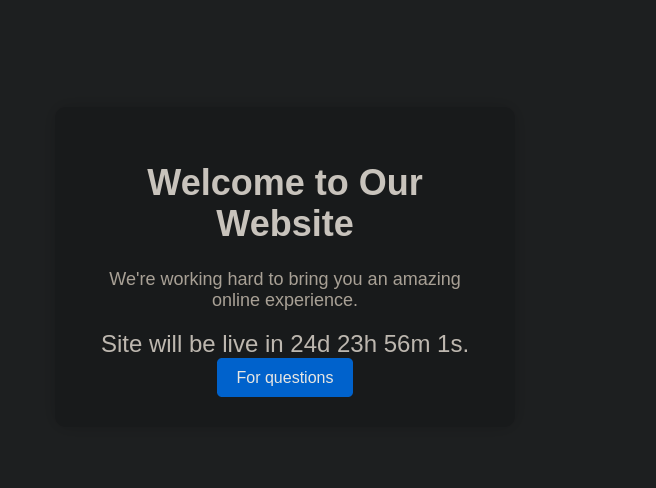 Welcome to Our
Website
We're working hard to bring you an amazing
online experience.
Site will be live in 24d 23h 56m 1s.
For questions